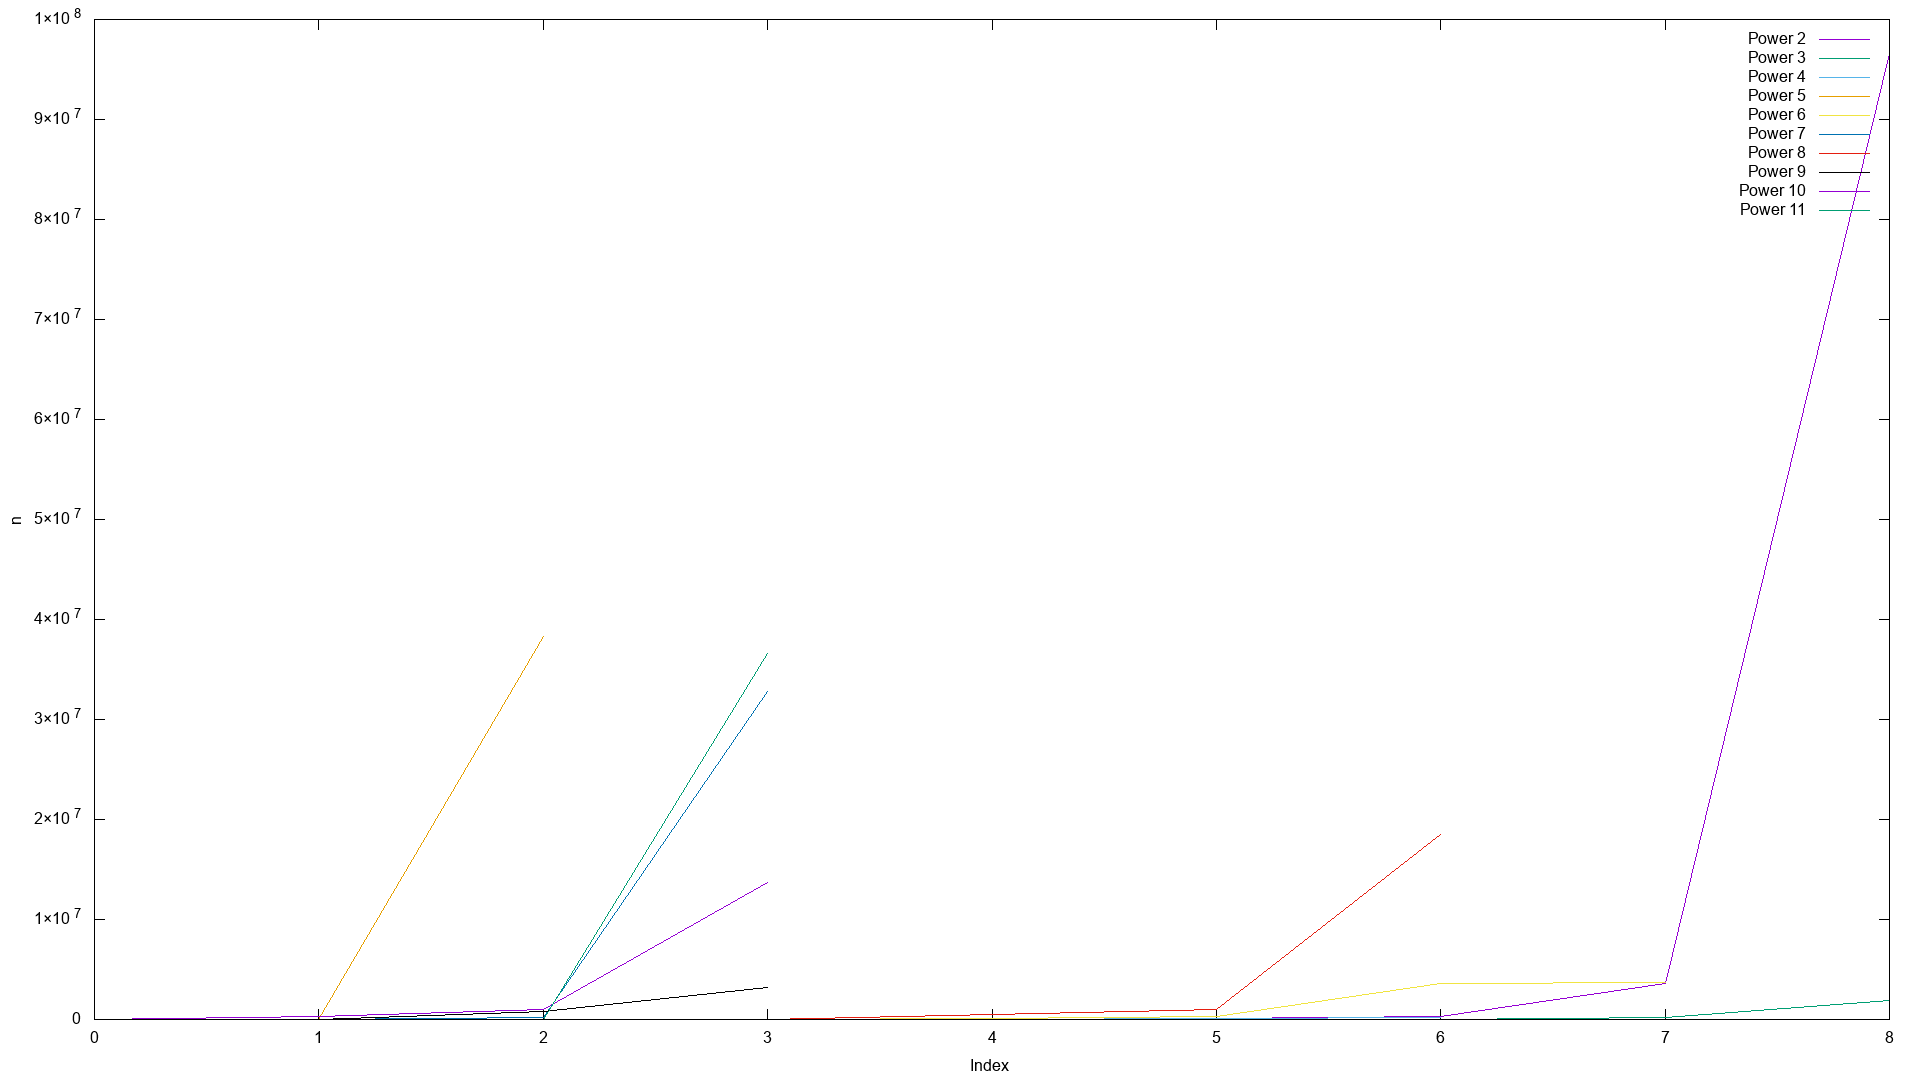 1×10 8
9×10 7
8×10 7
7×10 7
6×10 7
5×10 7
4×10 7
3×10 7
2×10 7
1×10 7
0
n
0 1 2 3 4 5 6 7 8
Index
Power 2
Power 3
Power 4
Power 5
Power 6
Power 7
Power 8
Power 9
Power 10
Power 11